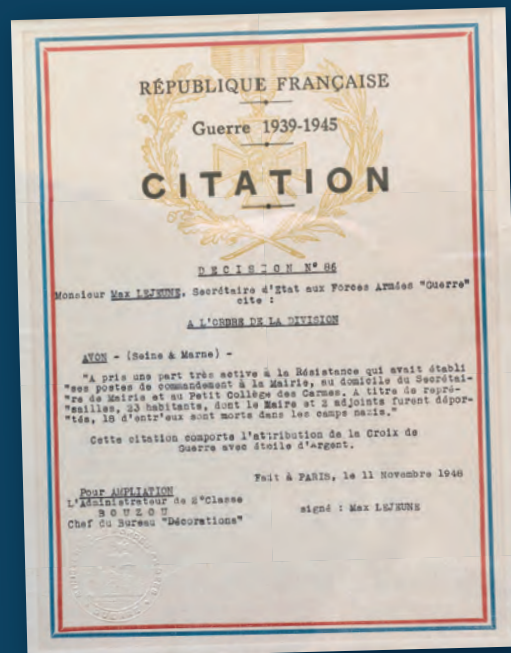 RÉPUBLIQUE FRANÇAISE
Guerre 1939-1945
CITATION
DECISION N° 86
Monsieur Max LEJEUNE, Secrétaire d'Etat aux Forces Armées "Guerre"
cite :
A L'ORDRE DE LA DIVISION
AVON - (Seine & Marne) -
"A pris une part très active à la Résistance qui avait établi
"ses postes de commandement à la Mairie, au domicile du Secrétai-
"re de Mairie et au Petit Collège des Carmes. A titre de repré-
"sailles, 23 habitants, dont le Maire et 2 adjoints furent dépor-
"tés, 18 d'entr'eux sont morts dans les camps nazis."
Cette citation comporte l'attribution de la Croix de
Guerre avec étoile d'Argent.
Fait à PARIS, le 11 Novembre 1948
Pour AMPLIATION
L'Administrateur de 2°Classe
BOUZOU
Chef du Bureau "Décorations"
signé : Max LEJEUNE